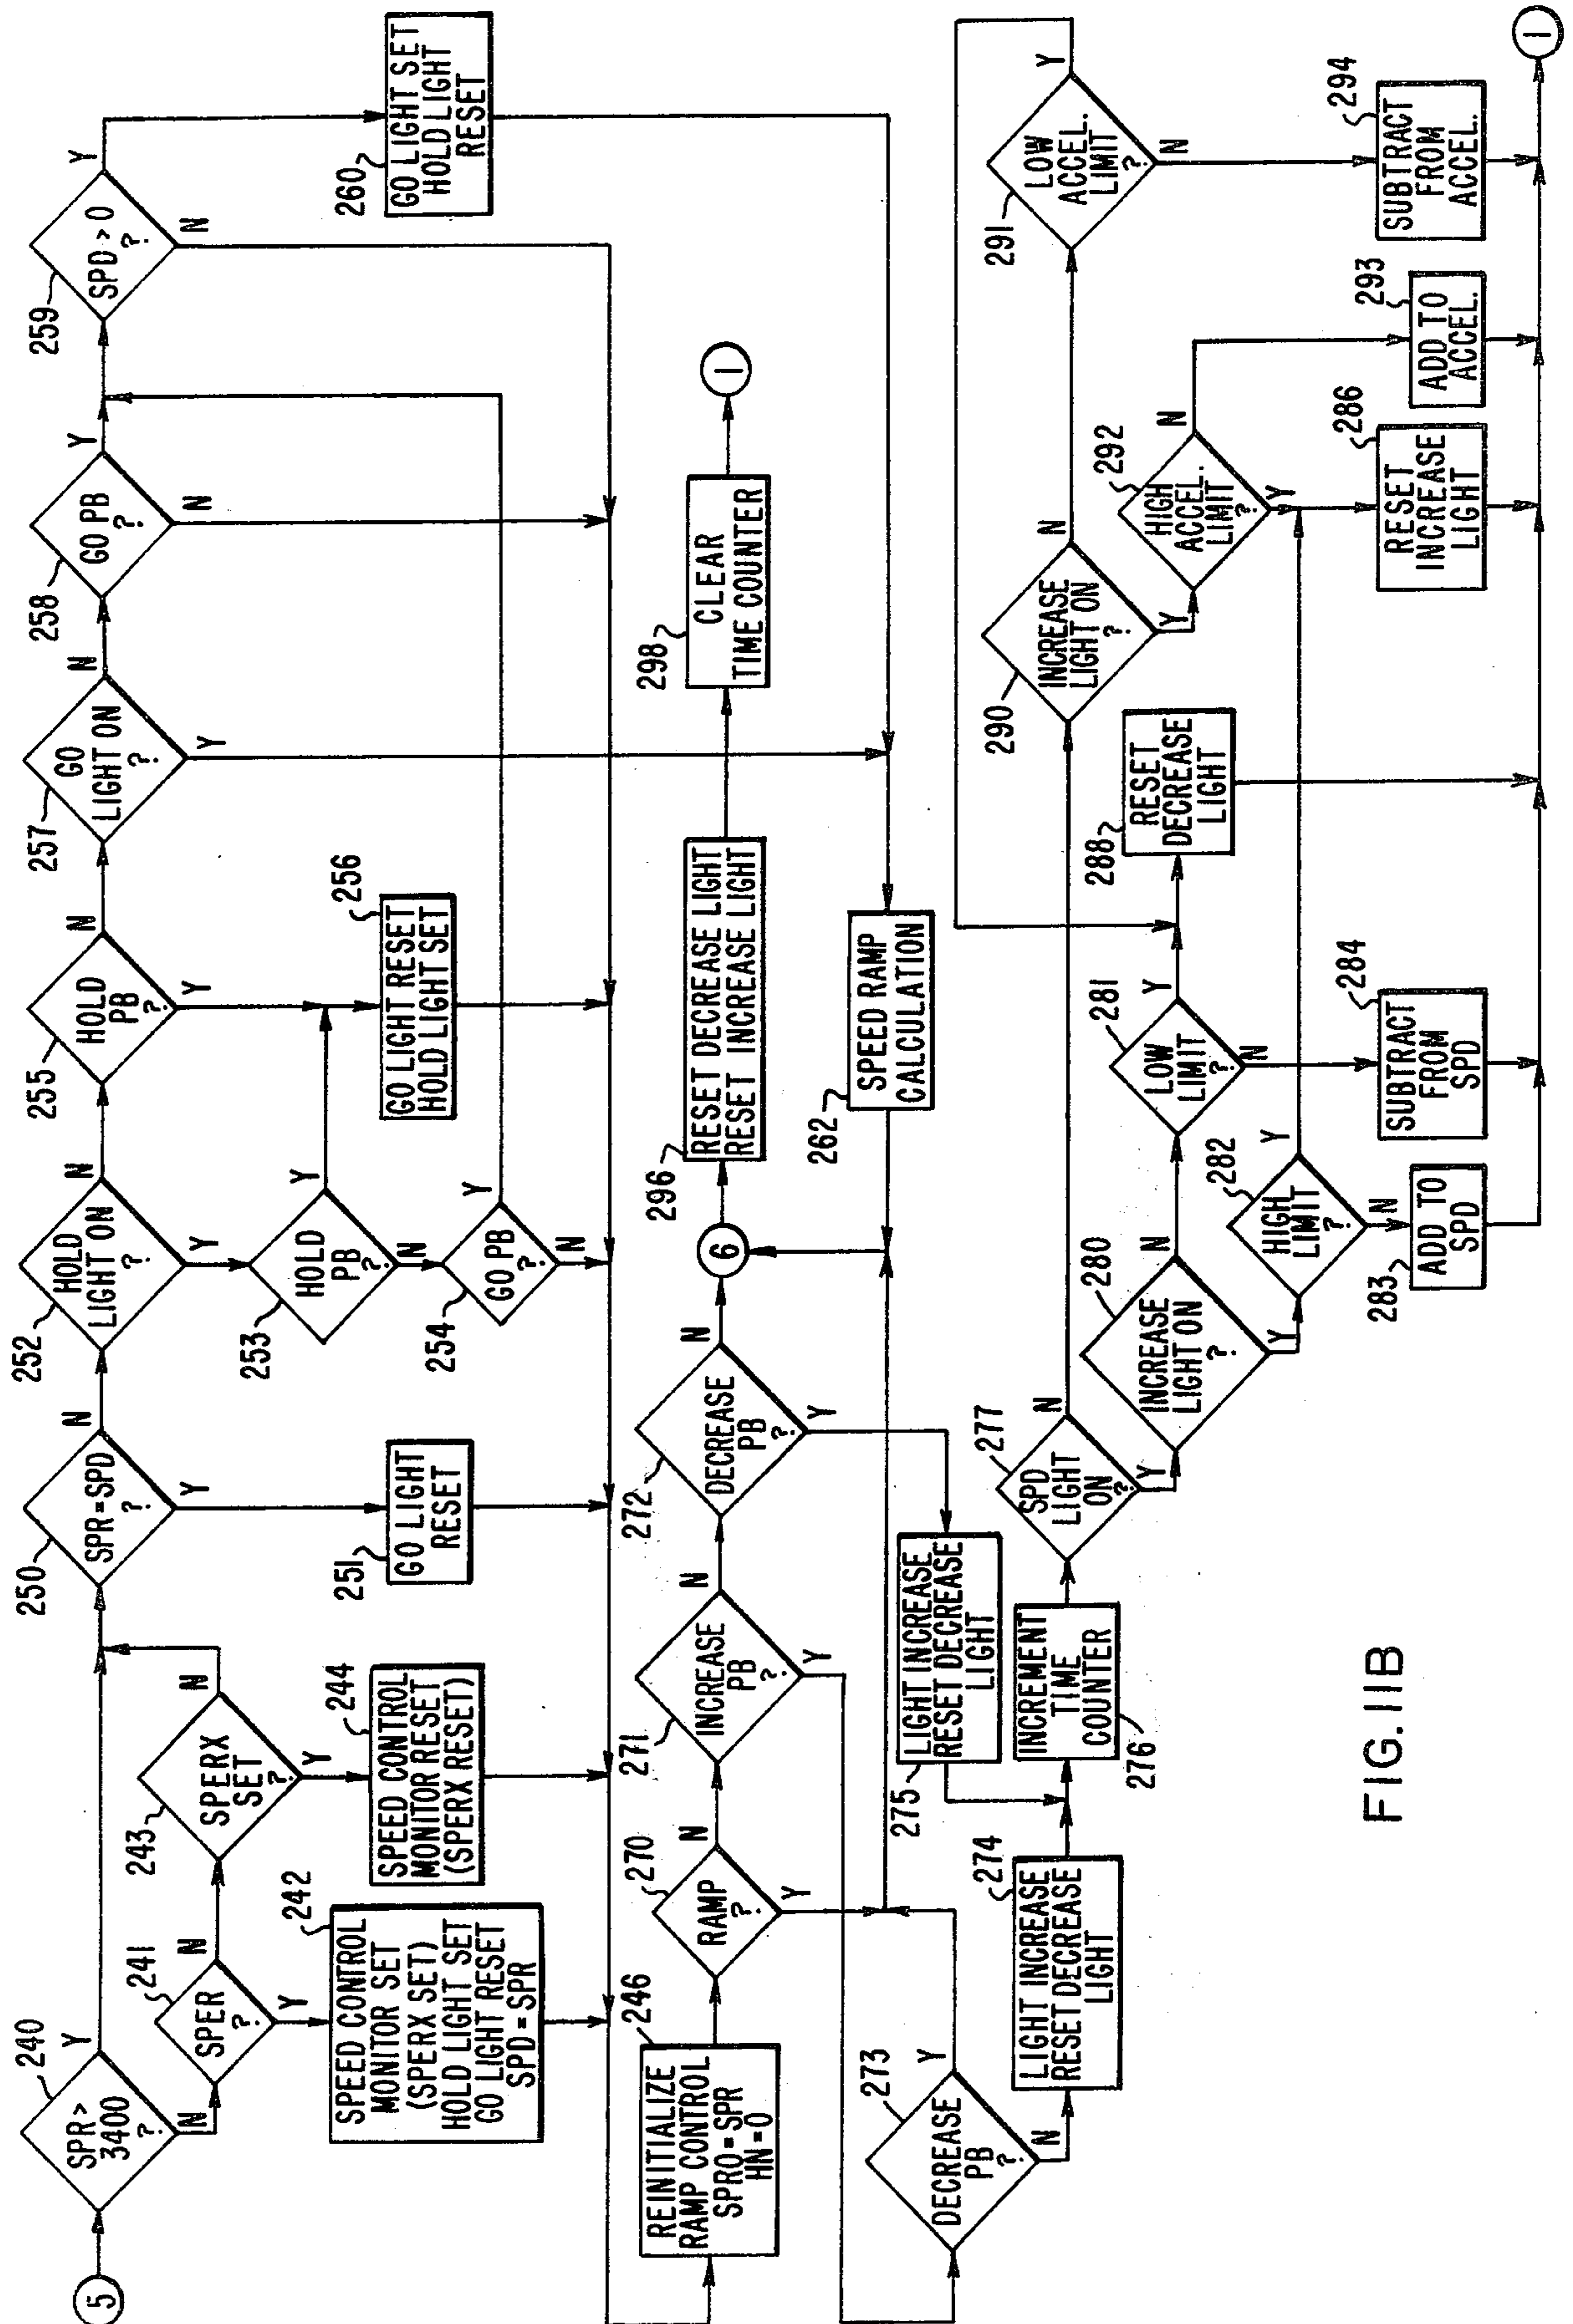 5
240
SPR >
3400
?
Y
N
241
SPER
?
N
Y
242
SPEED CONTROL
MONITOR SET
(SPERX SET)
HOLD LIGHT SET
GO LIGHT RESET
SPD = SPR
243
SPERX
SET
?
N
Y
244
SPEED CONTROL
MONITOR RESET
(SPERX RESET)
250
SPR = SPD
?
N
Y
251
GO LIGHT
RESET
252
HOLD
LIGHT ON
?
N
Y
253
HOLD
PB
?
Y
N
254
GO PB
?
Y
N
255
HOLD
PB
?
N
Y
256
GO LIGHT RESET
HOLD LIGHT SET
257
GO
LIGHT ON
?
N
Y
258
GO PB
?
Y
N
259
SPD > 0
?
Y
N
260
GO LIGHT SET
HOLD LIGHT
RESET
246
REINITIALIZE
RAMP CONTROL
SPRO = SPR
HN = 0
270
RAMP
?
N
Y
271
INCREASE
PB
?
N
Y
272
DECREASE
PB
?
N
Y
6
296
RESET DECREASE LIGHT
RESET INCREASE LIGHT
298
CLEAR
TIME COUNTER
1
262
SPEED RAMP
CALCULATION
273
DECREASE
PB
?
Y
N
274
LIGHT INCREASE
RESET DECREASE
LIGHT
275
LIGHT INCREASE
RESET DECREASE
LIGHT
INCREMENT
TIME
COUNTER
276
277
SPD
LIGHT
ON
?
N
Y
280
INCREASE
LIGHT ON
?
N
Y
281
LOW
LIMIT
?
Y
N
282
HIGH
LIMIT
?
Y
N
283
ADD TO
SPD
284
SUBTRACT
FROM
SPD
288
RESET
DECREASE
LIGHT
290
INCREASE
LIGHT ON
?
N
Y
291
LOW
ACCEL.
LIMIT
?
Y
N
292
HIGH
ACCEL.
LIMIT
?
N
Y
286
RESET
INCREASE
LIGHT
293
ADD TO
ACCEL.
294
SUBTRACT
FROM
ACCEL.
1
FIG. 11B